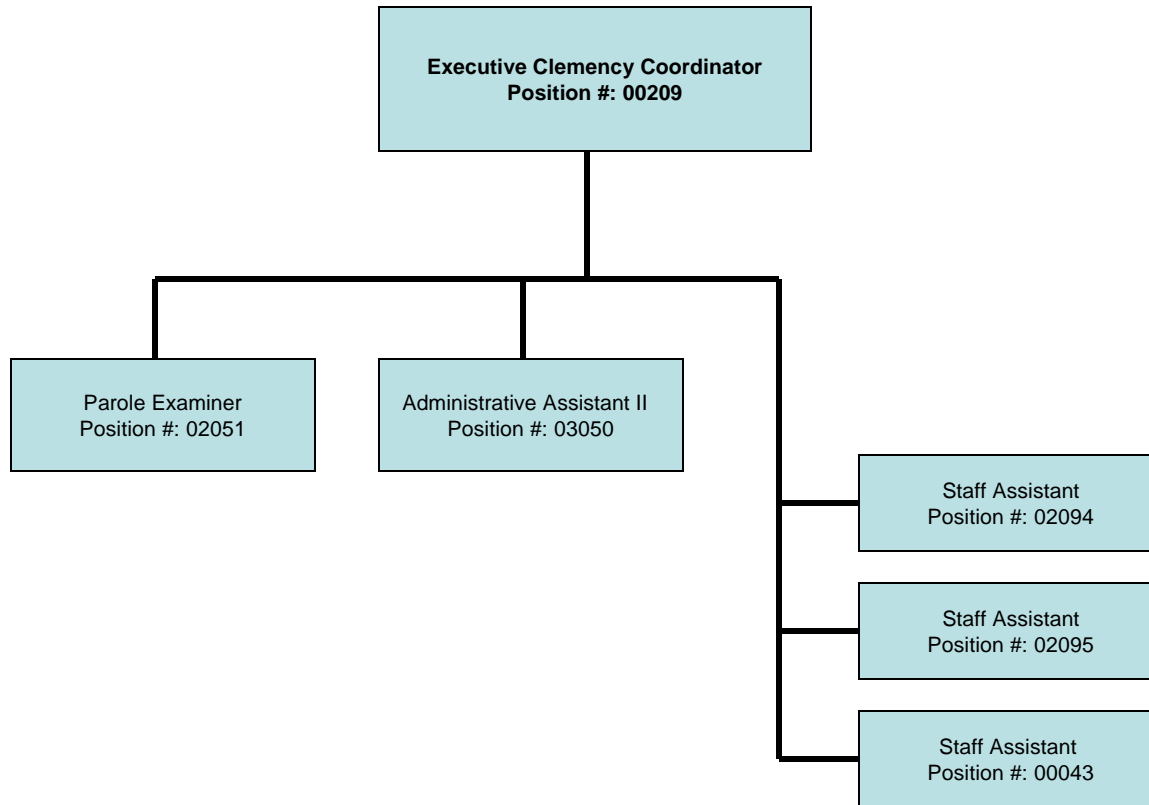 Executive Clemency Coordinator
Position #: 00209
Parole Examiner
Position #: 02051
Administrative Assistant II
Position #: 03050
Staff Assistant
Position #: 02094
Staff Assistant
Position #: 02095
Staff Assistant
Position #: 00043